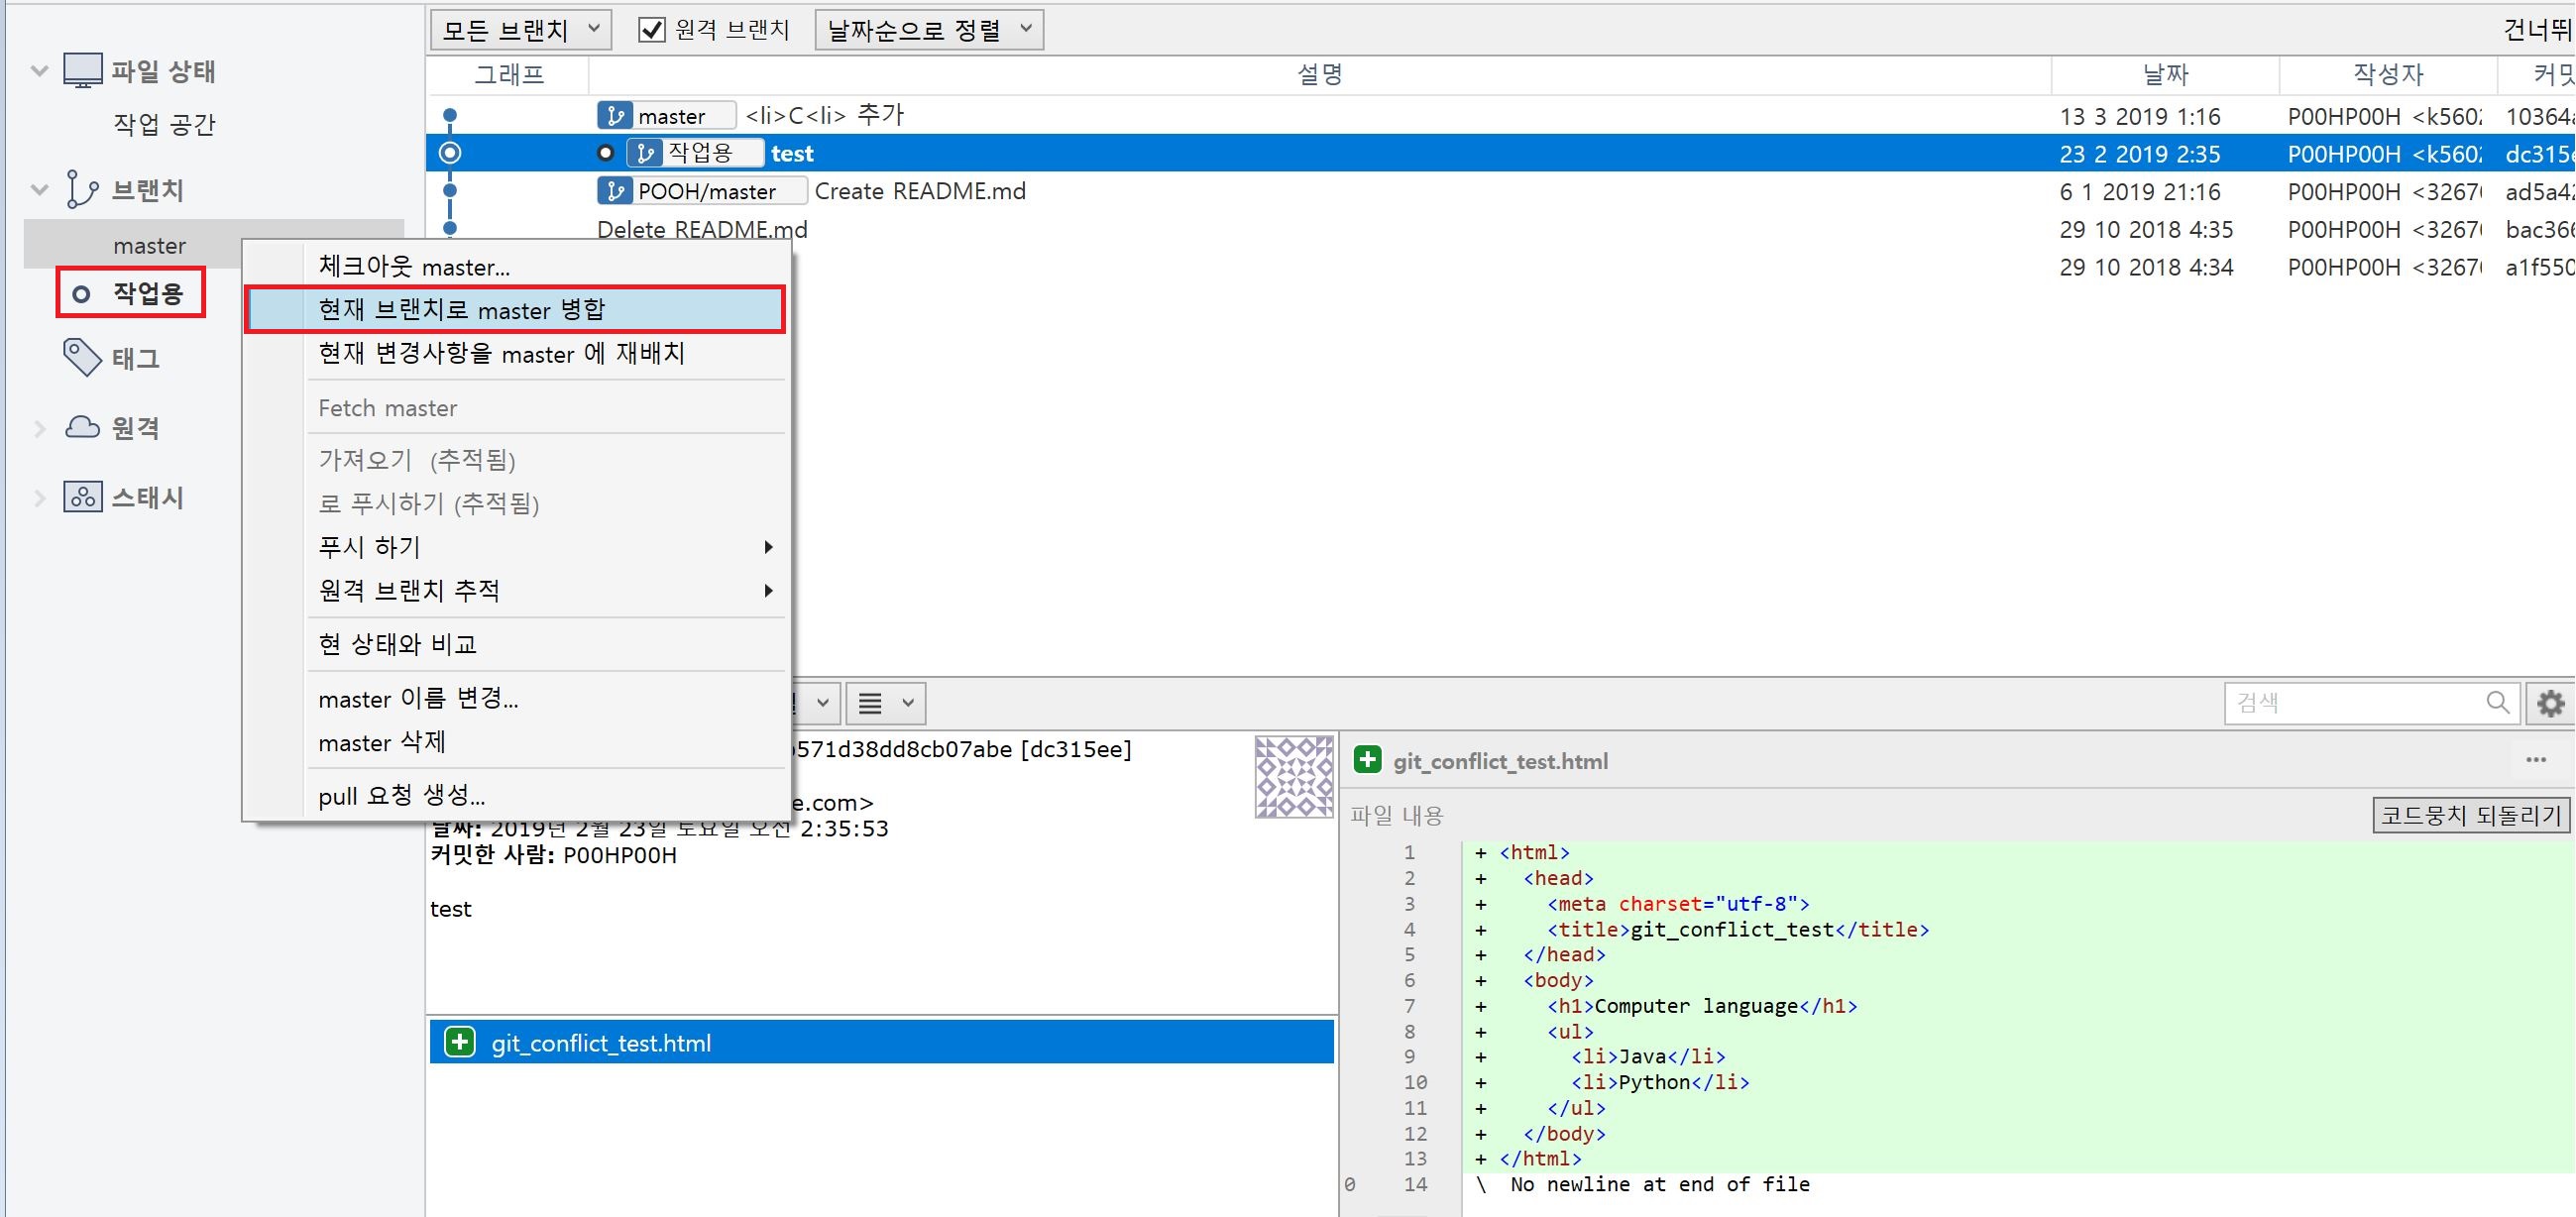 모든 브랜치
원격 브랜치
날짜순으로 정렬
건너뛰
파일 상태
작업 공간
브랜치
master
작업용
태그
원격
스태시
그래프
설명
날짜
작성자
커밋
master <li>C<li> 추가
13 3 2019 1:16
P00HP00H <k560
10364
작업용 test
23 2 2019 2:35
P00HP00H <k560
dc315e
POOH/master Create README.md
6 1 2019 21:16
P00HP00H <3267
ad5a42
Delete README.md
29 10 2018 4:35
P00HP00H <3267
bac366
29 10 2018 4:34
P00HP00H <3267
a1f550
체크아웃 master...
현재 브랜치로 master 병합
현재 변경사항을 master 에 재배치
Fetch master
가져오기 (추적됨)
로 푸시하기 (추적됨)
푸시 하기
원격 브랜치 추적
현 상태와 비교
master 이름 변경...
master 삭제
pull 요청 생성...
검색
571d38dd8cb07abe [dc315ee]
e.com>
날짜: 2019년 2월 23일 토요일 오전 2:35:53
커밋한 사람: P00HP00H
test
git_conflict_test.html
git_conflict_test.html
파일 내용
코드뭉치 되돌리기
1 + <html>
2 + <head>
3 + <meta charset="utf-8">
4 + <title>git_conflict_test</title>
5 + </head>
6 + <body>
7 + <h1>Computer language</h1>
8 + <ul>
9 + <li>Java</li>
10 + <li>Python</li>
11 + </ul>
12 + </body>
13 + </html>
0 14 \ No newline at end of file